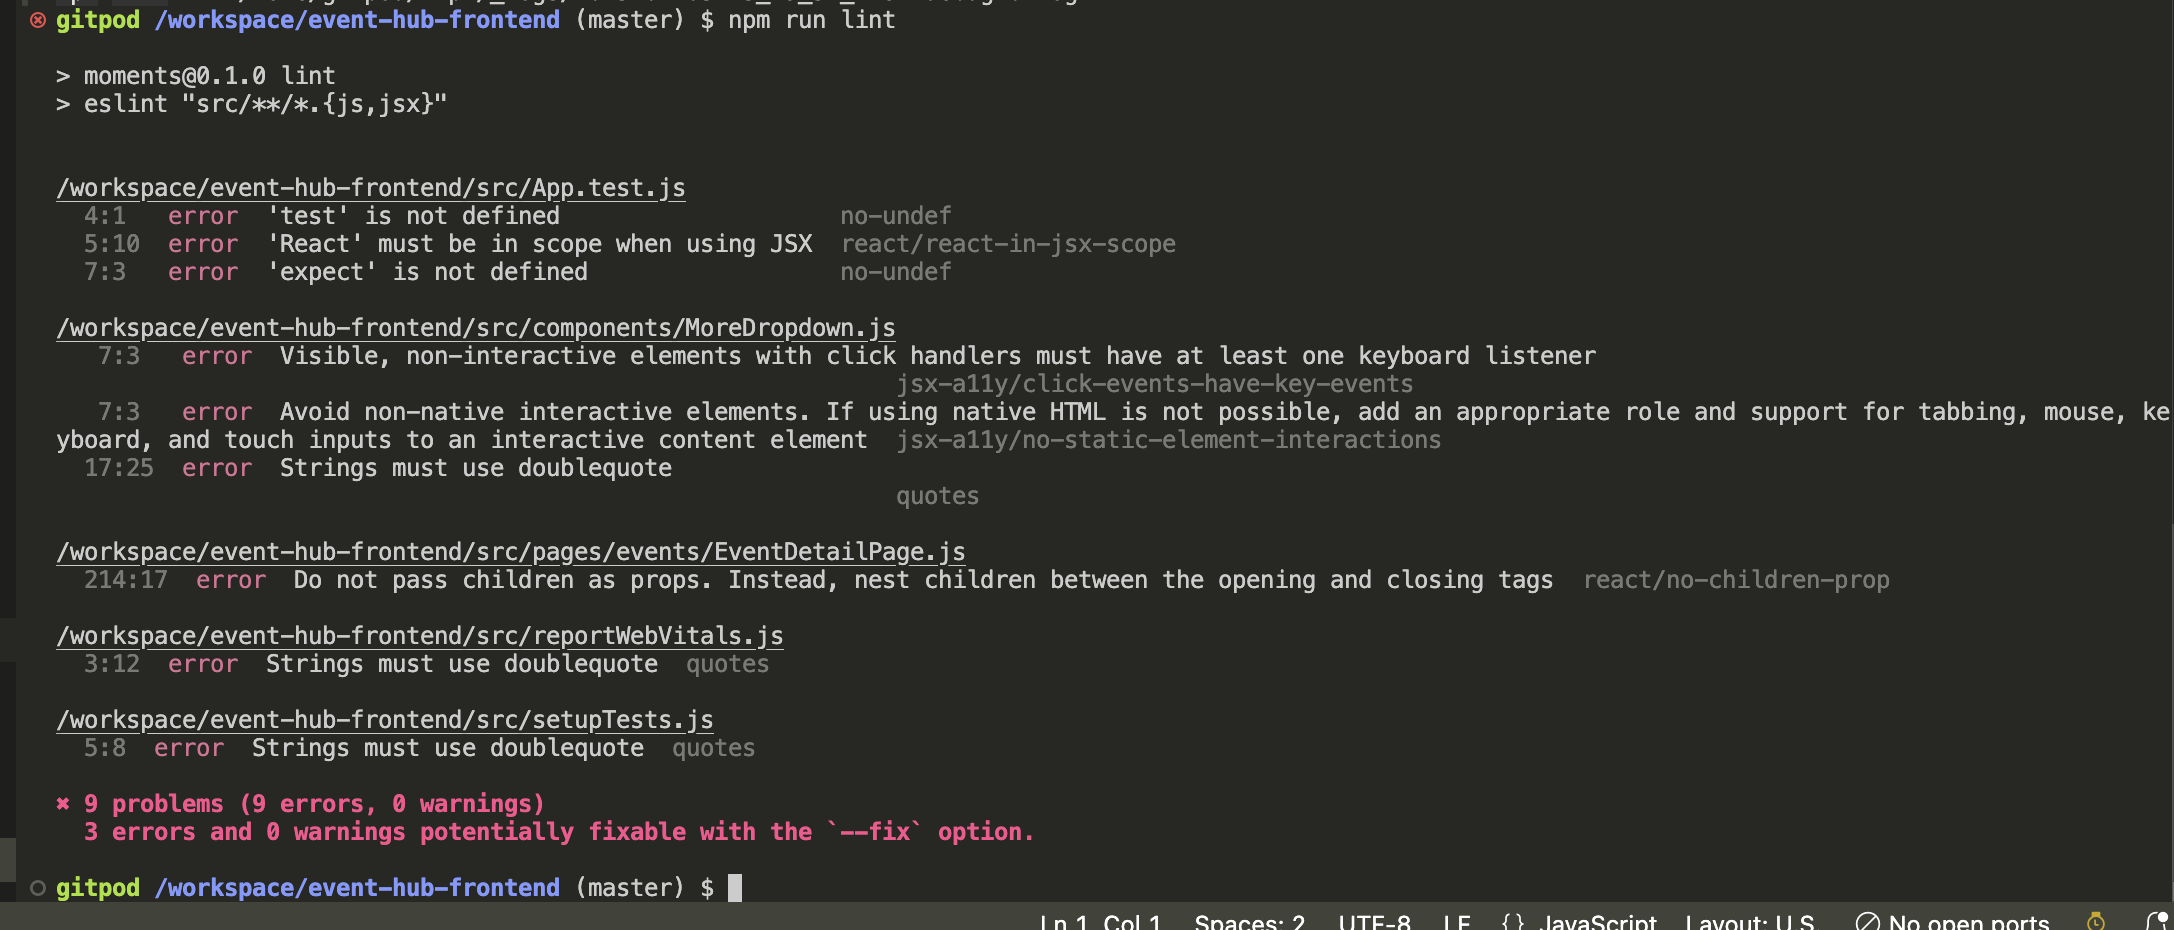 gitpod /workspace/event-hub-frontend (master) $ npm run lint
> moments@0.1.0 lint
> eslint "src/**/*.{js,jsx}"
/workspace/event-hub-frontend/src/App.test.js
4:1 error 'test' is not defined no-undef
5:10 error 'React' must be in scope when using JSX react/react-in-jsx-scope
7:3 error 'expect' is not defined no-undef
/workspace/event-hub-frontend/src/components/MoreDropdown.js
7:3 error Visible, non-interactive elements with click handlers must have at least one keyboard listener
jsx-a11y/click-events-have-key-events
7:3 error Avoid non-native interactive elements. If using native HTML is not possible, add an appropriate role and support for tabbing, mouse, ke
yboard, and touch inputs to an interactive content element jsx-a11y/no-static-element-interactions
17:25 error Strings must use doublequote
quotes
/workspace/event-hub-frontend/src/pages/events/EventDetailPage.js
214:17 error Do not pass children as props. Instead, nest children between the opening and closing tags react/no-children-prop
/workspace/event-hub-frontend/src/reportWebVitals.js
3:12 error Strings must use doublequote quotes
/workspace/event-hub-frontend/src/setupTests.js
5:8 error Strings must use doublequote quotes
✖ 9 problems (9 errors, 0 warnings)
3 errors and 0 warnings potentially fixable with the `--fix` option.
gitpod /workspace/event-hub-frontend (master) $
Ln 1, Col 1 Spaces: 2 UTF-8 LF {} JavaScript Layout: U.S. No open ports